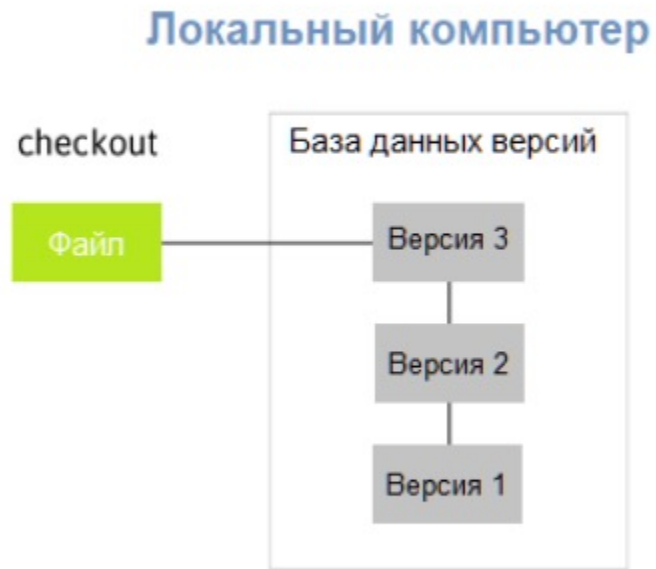 Локальный компьютер
checkout
База данных версий
Файл
Версия 3
Версия 2
Версия 1